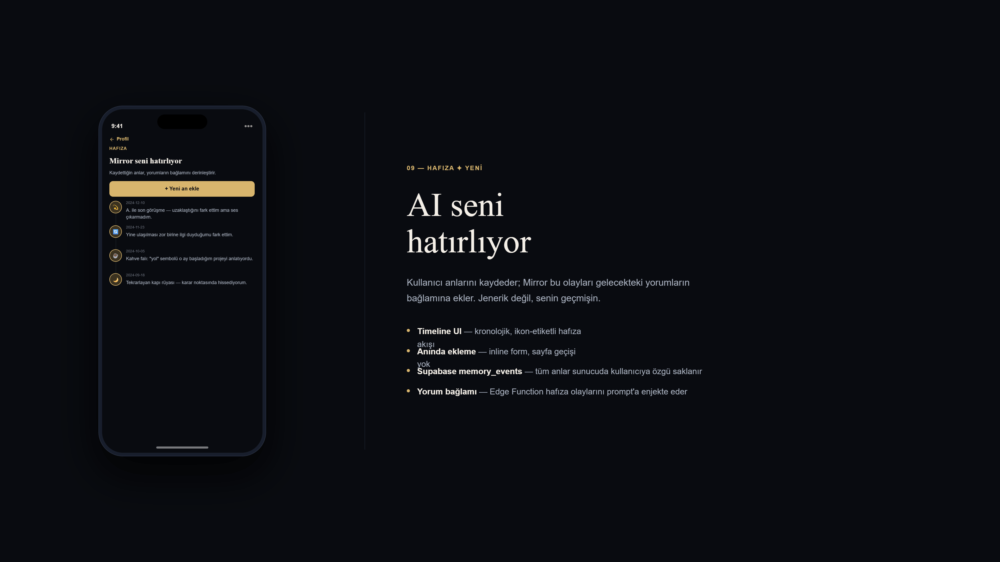 9:41
← Profil
HAFIZA
Mirror seni hatırlıyor
Kaydettiğin anlar, yorumların bağlamını derinleştirir.
+ Yeni an ekle
2024-12-10
A. ile son görüşme — uzaklaştığını fark ettim ama ses
çıkarmadım.
2024-11-23
Yine ulaşılması zor birine ilgi duyduğumu fark ettim.
2024-10-05
Kahve falı: "yol" sembolü o ay başladığım projeyi anlatıyordu.
2024-09-18
Tekrarlayan kapı rüyası — karar noktasında hissediyorum.
09 — HAFIZA ✦ YENİ
AI seni
hatırlıyor
Kullanıcı anlarını kaydeder; Mirror bu olayları gelecekteki yorumların
bağlamına ekler. Jenerik değil, senin geçmişin.
Timeline UI — kronolojik, ikon-etiketli hafıza
akışı
Anında ekleme — inline form, sayfa geçişi
yok
Supabase memory_events — tüm anlar sunucuda kullanıcıya özgü saklanır
Yorum bağlamı — Edge Function hafıza olaylarını prompt'a enjekte eder